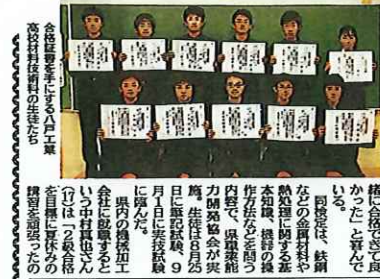 合格証書を手にする八戸工業
高校材料技術科の生徒たち
緒に合格できて良
かった」と喜んで
いる。
同検定は、鉄鋼
などの金属材料や
熱処理に関する基
本知識、機器の操
作方法などを問う
内容で、県職業能
力開発協会が実
施。生徒は8月25
日に筆記試験、9
月1日に実技試験
に臨んだ。
県内の機械加工
会社に就職すると
いう中村真也さん
(17)は「2級合格
を目標に夏休みの
講習を頑張ったの